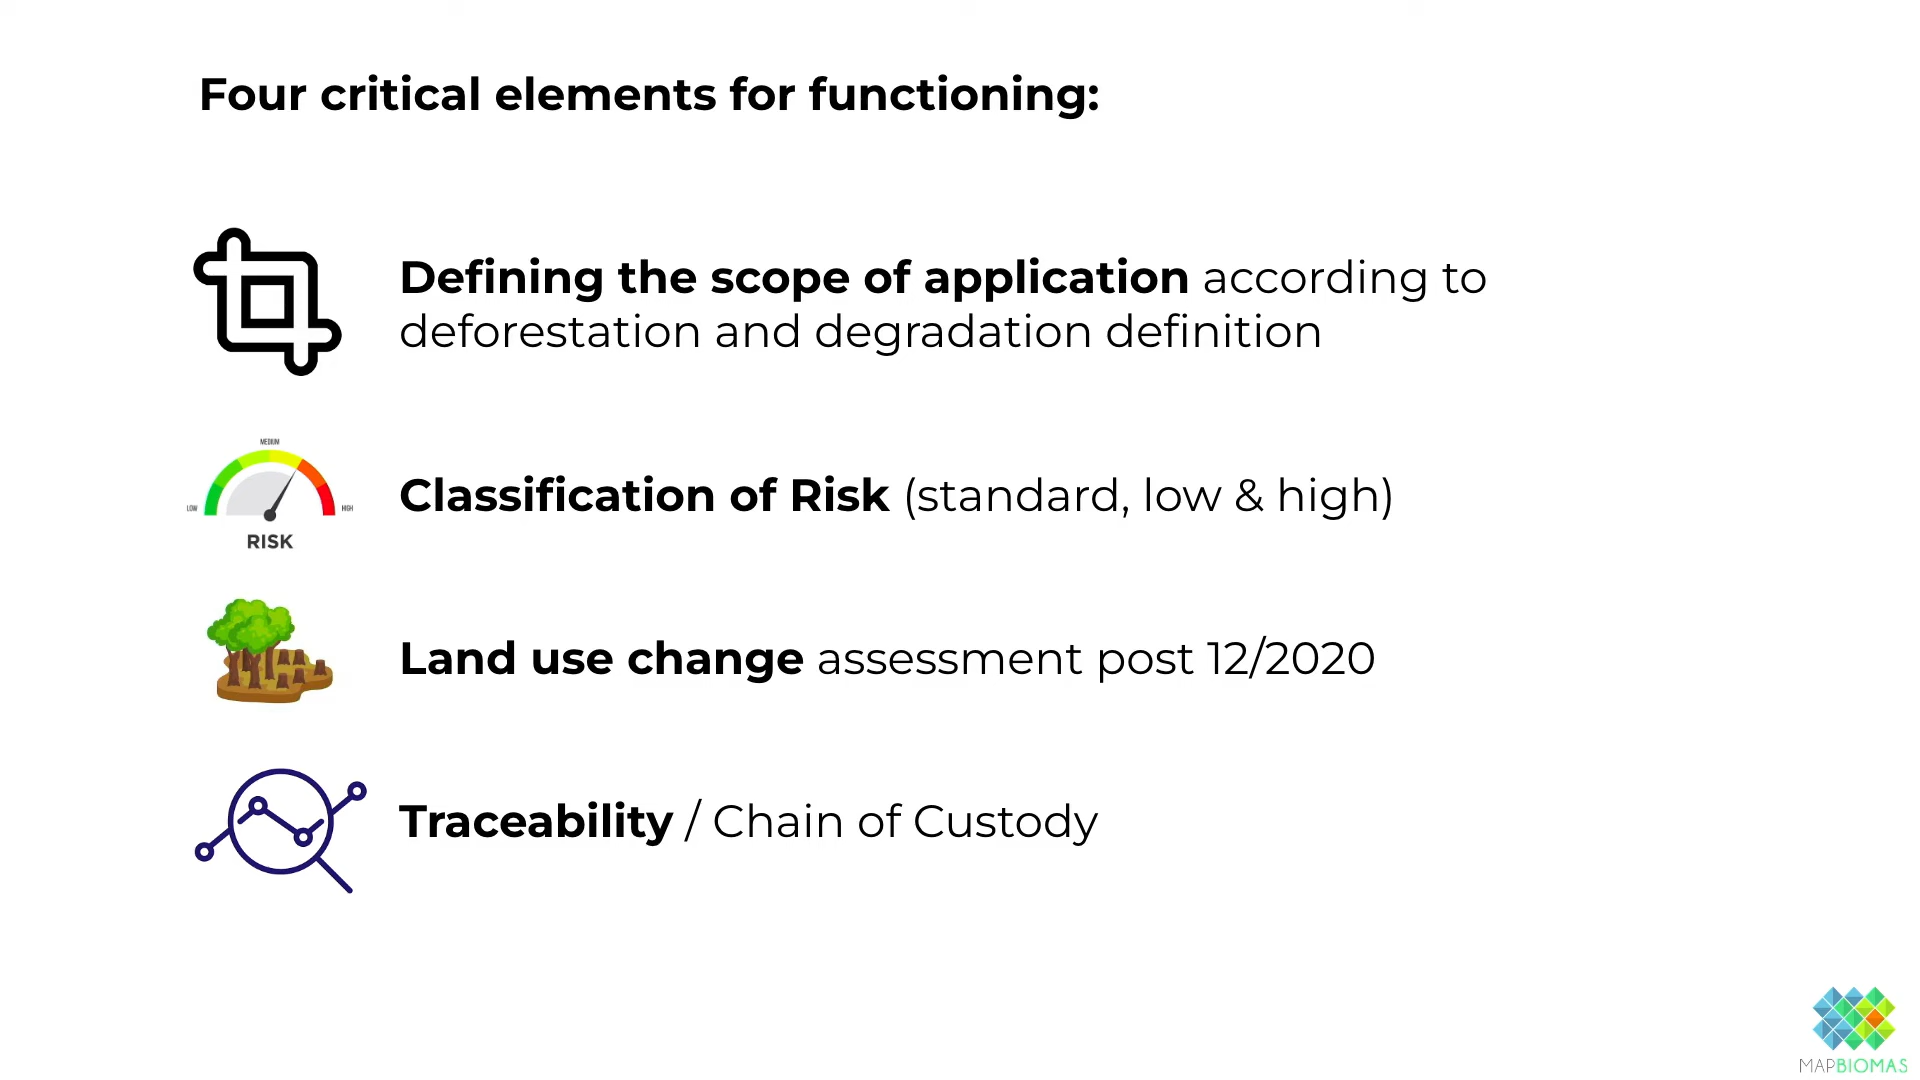 Four critical elements for functioning:
Defining the scope of application according to
deforestation and degradation definition
MEDIUM
LOW
HIGH
RISK
Classification of Risk (standard, low & high)
Land use change assessment post 12/2020
Traceability / Chain of Custody
MAPBIOMAS